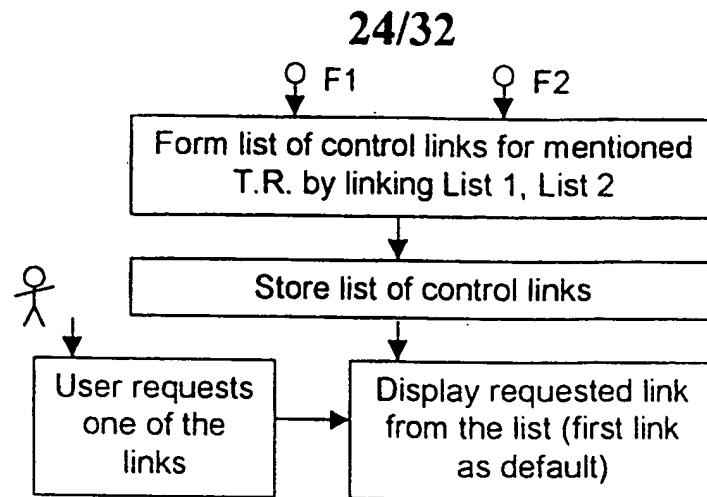 24/32
F1 F2
Form list of control links for mentioned
T.R. by linking List 1, List 2
Store list of control links
User requests
one of the
links
Display requested link
from the list (first link
as default)